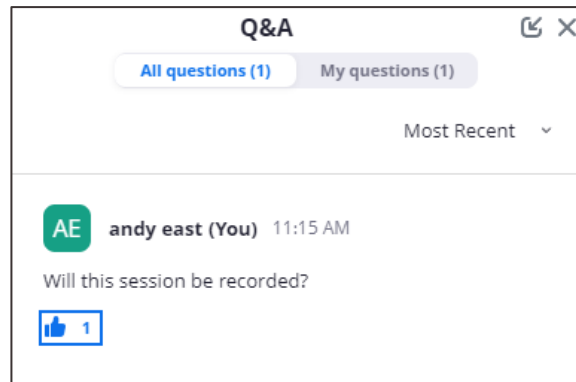 Q&A
All questions (1) My questions (1)
Most Recent
AE andy east (You) 11:15 AM
Will this session be recorded?
1